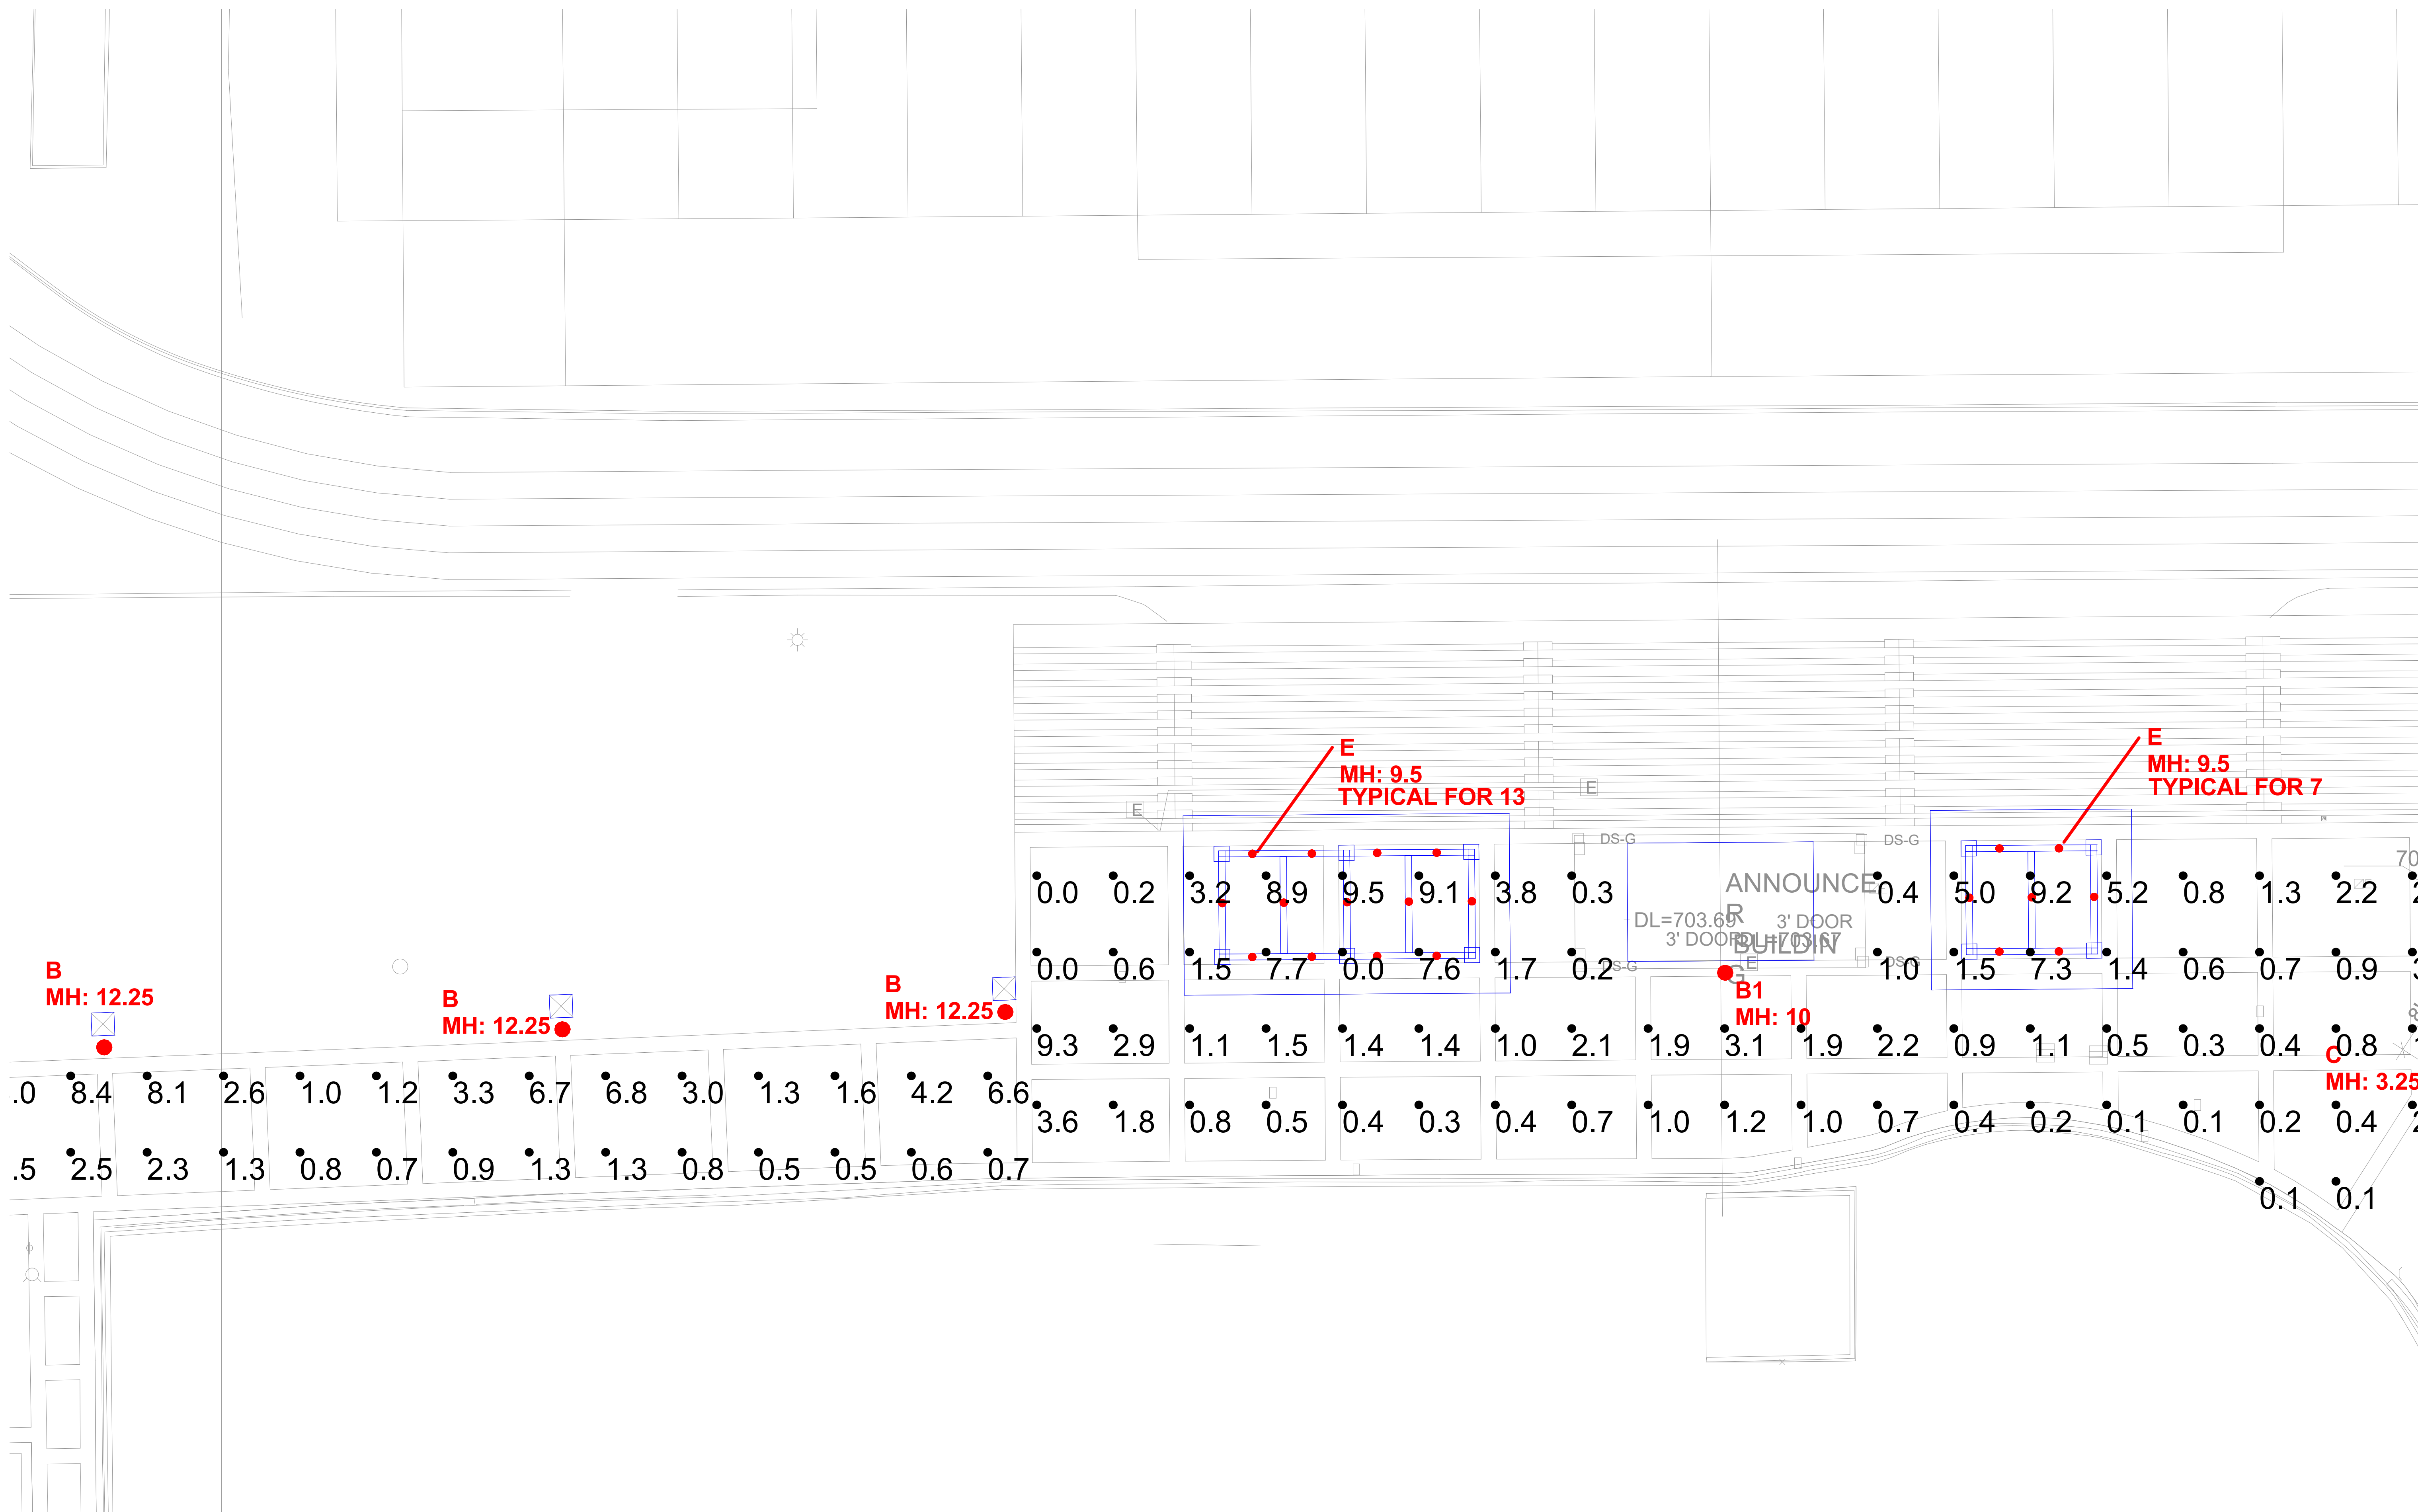 E
MH: 9.5
TYPICAL FOR 13
E
MH: 9.5
TYPICAL FOR 7
E
E
DS-G
DS-G
70
0.0 0.2 3.2 8.9 9.5 9.1 3.8 0.3
ANNOUNCE
R
BUILDIN
G
0.4 5.0 9.2 5.2 0.8 1.3 2.2
DL=703.69
3' DOOR
3' DOOR
DL=703.67
0.0 0.6 1.5 7.7 0.0 7.6 1.7 0.2
DS-G
E
DS-G
1.0 1.5 7.3 1.4 0.6 0.7 0.9
B
MH: 12.25
B
MH: 12.25
B
MH: 12.25
B1
MH: 10
9.3 2.9 1.1 1.5 1.4 1.4 1.0 2.1 1.9 3.1 1.9 2.2 0.9 1.1 0.5 0.3 0.4 0.8
C
MH: 3.25
.0 8.4 8.1 2.6 1.0 1.2 3.3 6.7 6.8 3.0 1.3 1.6 4.2 6.6
3.6 1.8 0.8 0.5 0.4 0.3 0.4 0.7 1.0 1.2 1.0 0.7 0.4 0.2 0.1 0.1 0.2 0.4
.5 2.5 2.3 1.3 0.8 0.7 0.9 1.3 1.3 0.8 0.5 0.5 0.6 0.7
0.1 0.1